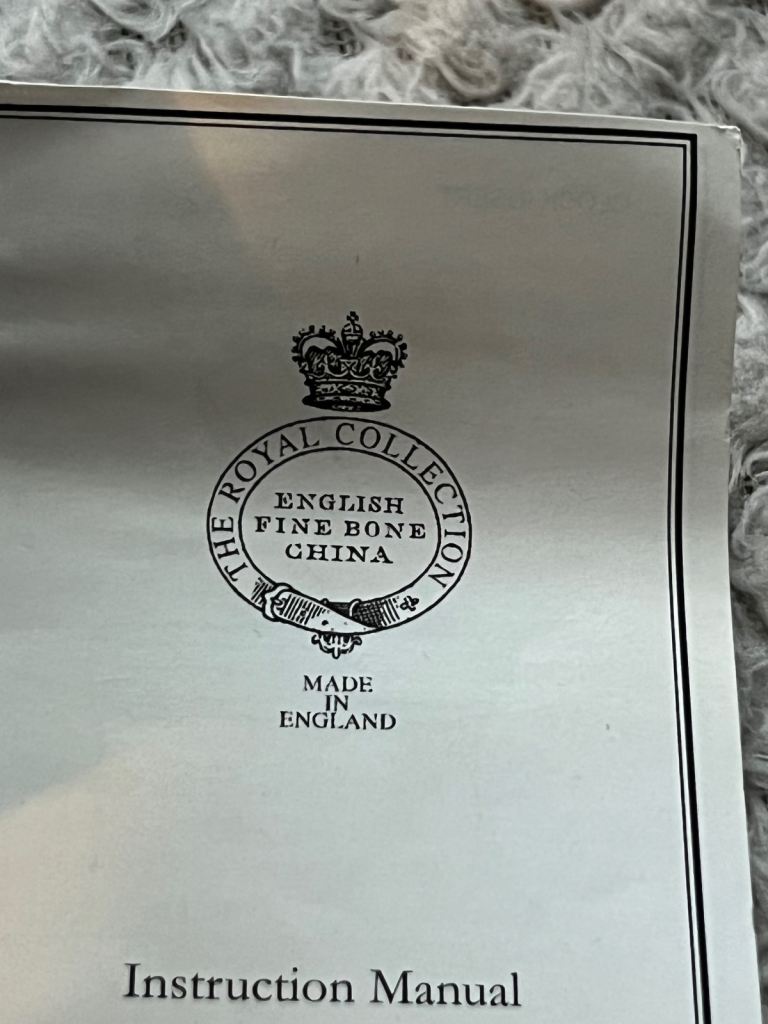 THE ROYAL COLLECTION
ENGLISH
FINE BONE
CHINA
MADE
IN
ENGLAND
Instruction Manual